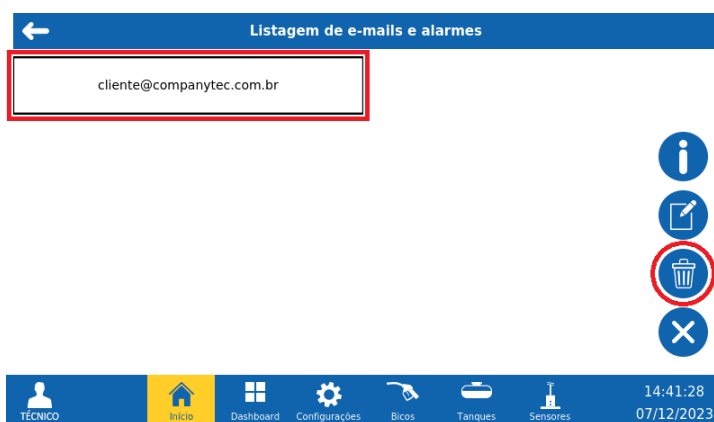 Listagem de e-mails e alarmes
cliente@companytec.com.br
TÉCNICO
Início
Dashboard
Configurações
Bicos
Tanques
Sensores
14:41:28
07/12/2023